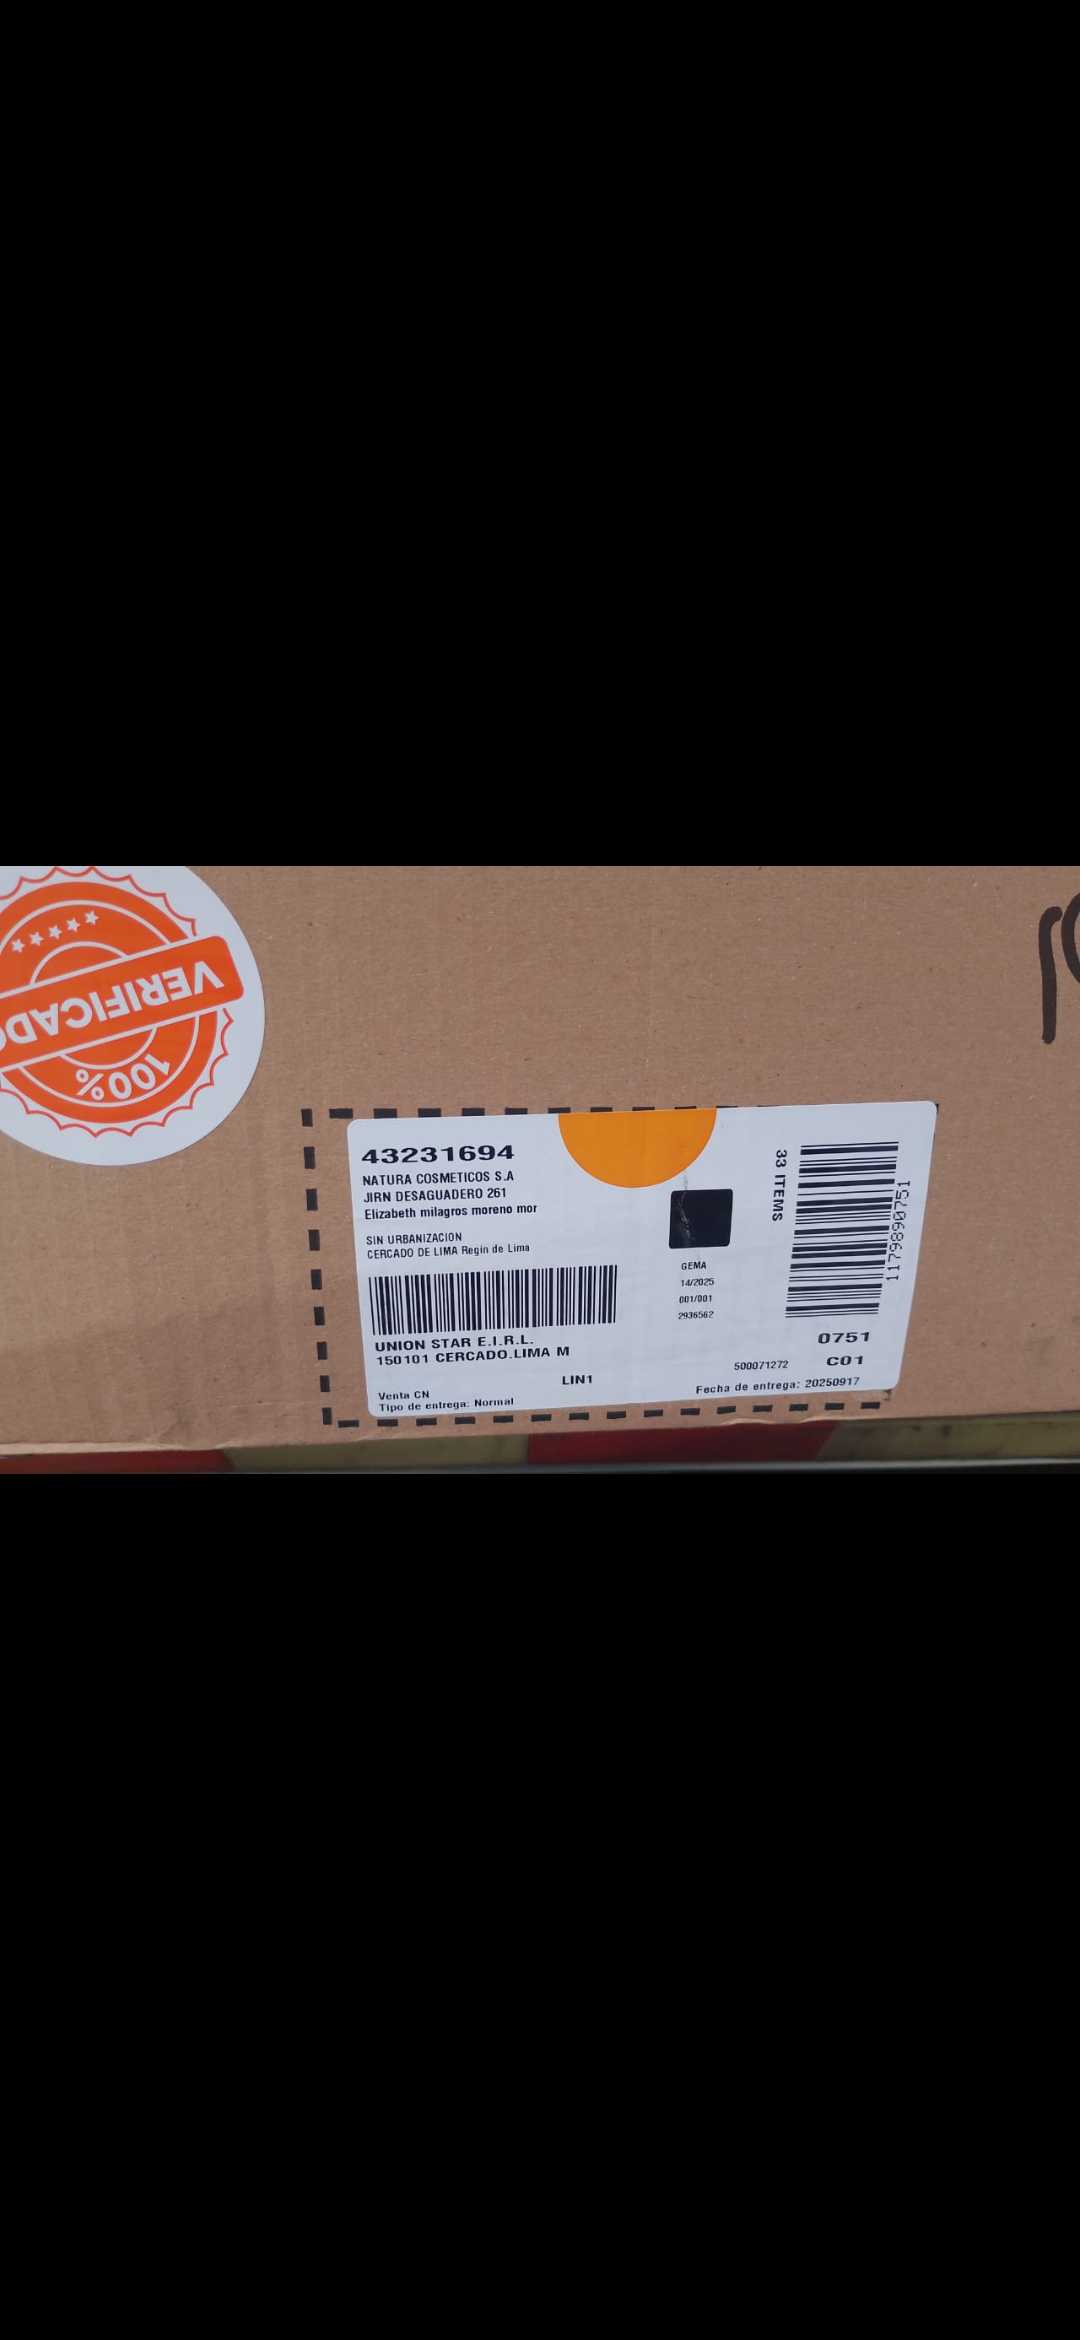 VERIFICADO
100%
43231694
NATURA COSMETICOS S.A
JIRN DESAGUADERO 261
Elizabeth milagros moreno mor
SIN URBANIZACION
CERCADO DE LIMA Regin de Lima
UNION STAR E.I.R.L.
150101 CERCADO.LIMA M
LIN1
Venta CN
Tipo de entrega: Normal
GEMA
14/2025
001/001
2936562
33 ITEMS
1179890751
0751
500071272
C01
Fecha de entrega: 20250917